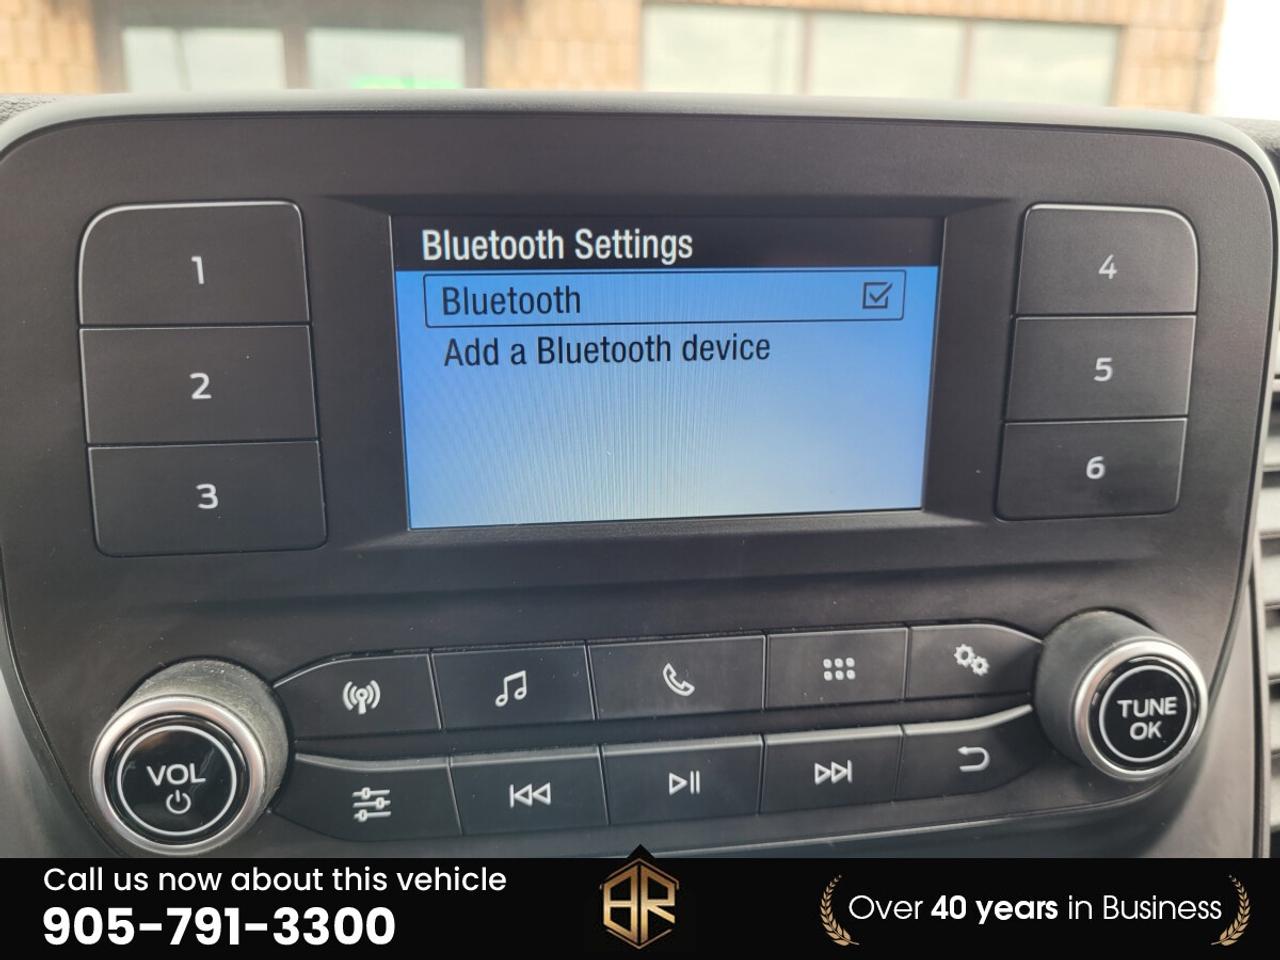 Bluetooth Settings
Bluetooth
Add a Bluetooth device
1
2
3
4
5
6
VOL
TUNE
OK
Call us now about this vehicle
905-791-3300
BR
Over 40 years in Business